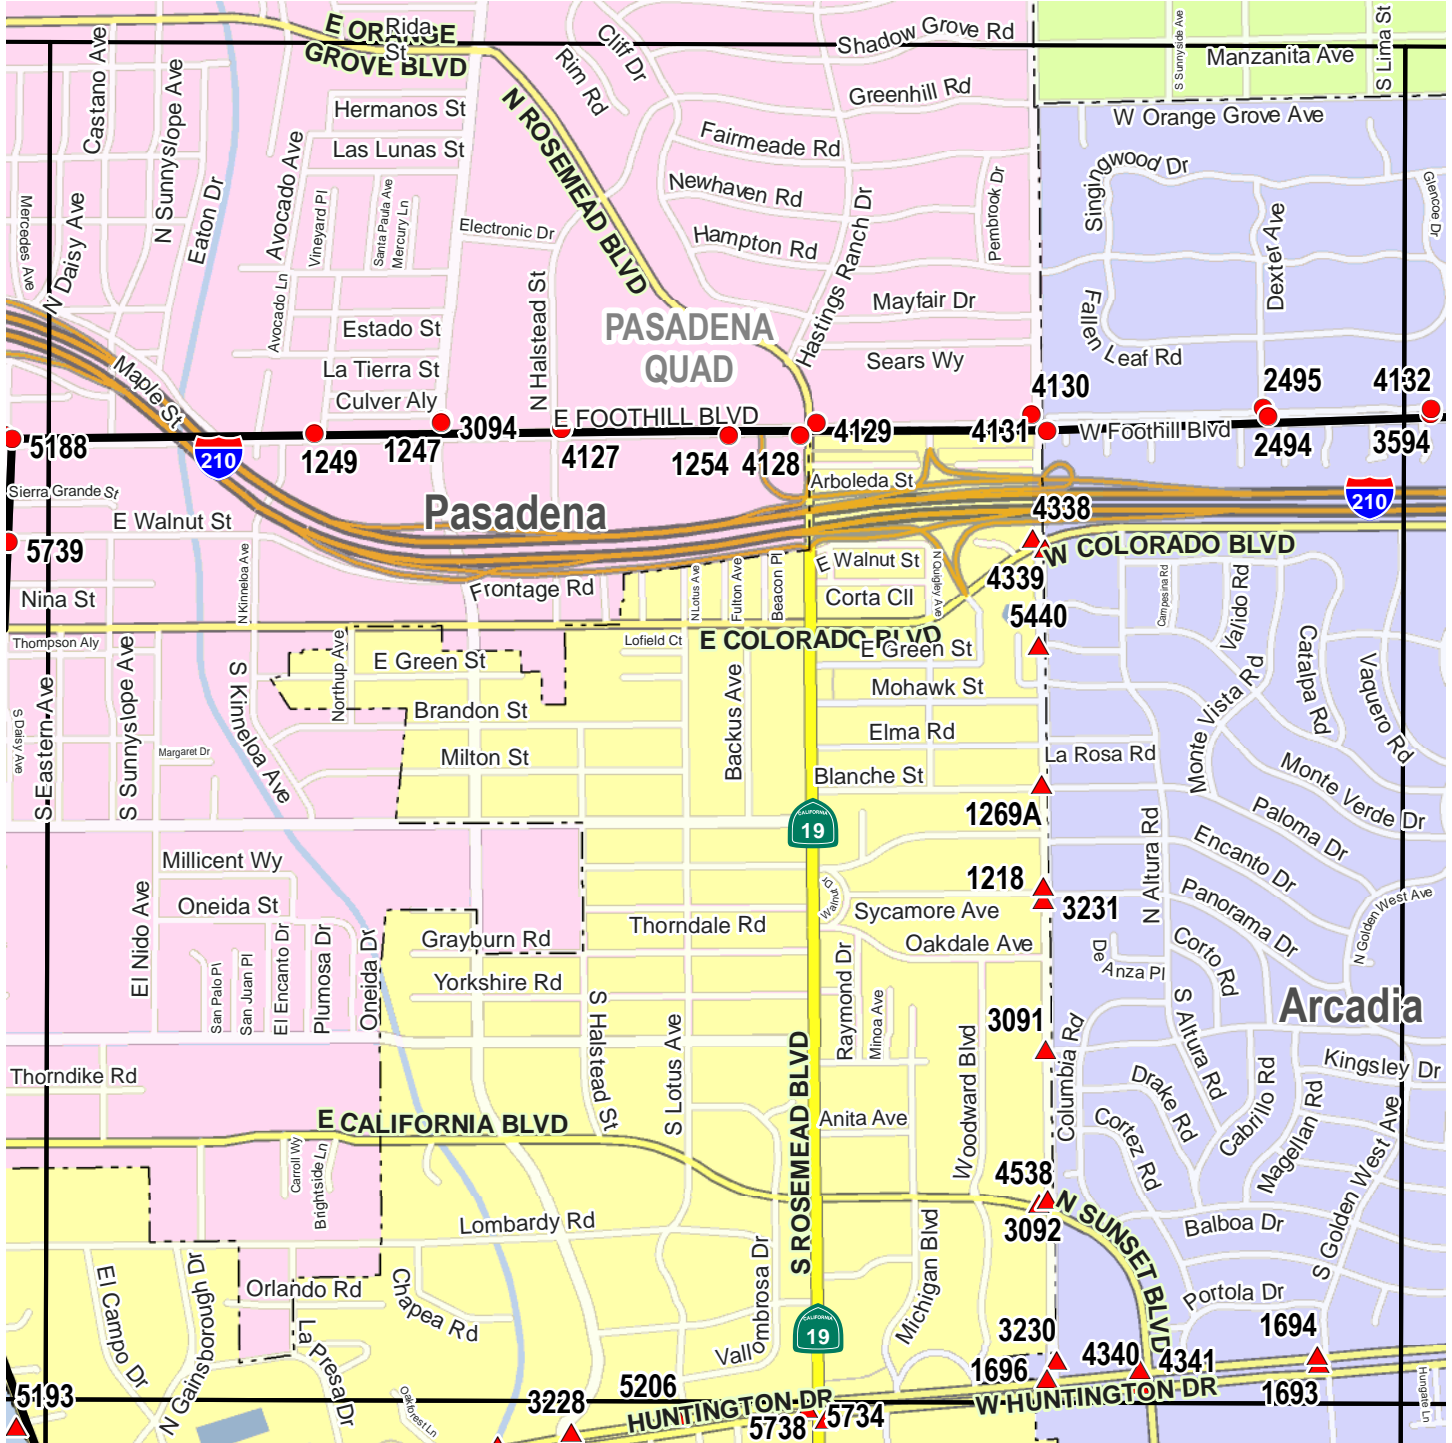 E ORANGE
GROVE BLVD
Rida
St
Castano Ave
N Sunnyslope Ave
Cliff Dr
Rim Rd
Shadow Grove Rd
S Sunnyside Ave
Manzanita Ave
S Lima St
Hermanos St
N ROSEMEAD BLVD
Greenhill Rd
W Orange Grove Ave
Avocado Ave
Las Lunas St
Fairmeade Rd
Singingwood Dr
Mercedes Ave
N Daisy Ave
Eaton Dr
Vineyard Pl
Santa Paula Ave
Mercury Ln
Electronic Dr
Newhaven Rd
Hampton Rd
Hastings Ranch Dr
Pembrook Dr
Dexter Ave
Glencoe Dr
Avocado Ln
Estado St
N Halstead St
PASADENA
QUAD
Mayfair Dr
Fallen
Leaf Rd
Maple St
La Tierra St
Sears Wy
Culver Aly
E FOOTHILL BLVD
4130
2495
4132
5188
210
1249
1247
3094
4127
1254
4128
4129
4131
W Foothill Blvd
2494
3594
Sierra Grande St
E Walnut St
Pasadena
Arboleda St
4338
210
5739
N Kinneloa Ave
Frontage Rd
N Lotus Ave
Fulton Ave
Beacon Pl
E Walnut St
N Quigley Ave
4339
W COLORADO BLVD
Nina St
Corta Cll
5440
Campesina Rd
Varido Rd
Thompson Aly
Lofield Ct
E COLORADO BLVD
E Green St
S Sunnyslope Ave
S Kinneloa Ave
Northup Ave
E Green St
Mohawk St
Monte Vista Rd
Catalpa Rd
Vaquero Rd
S Daisy Ave
S Eastern Ave
Brandon St
Backus Ave
Elma Rd
Margaret Dr
Milton St
Blanche St
La Rosa Rd
Monte Verde Dr
1269A
CALIFORNIA
19
N Altura Rd
Paloma Dr
Encanto Dr
Millicent Wy
Walnut Dr
1218
Panorama Dr
N Golden West Ave
El Nido Ave
Oneida St
Thorndale Rd
Sycamore Ave
3231
Grayburn Rd
Oakdale Ave
Corto Rd
De
Anza Pl
San Palo Pl
San Juan Pl
El Encanto Dr
Plumosa Dr
Oneida Dr
Yorkshire Rd
S Halstead St
S Lotus Ave
Raymond Dr
Minoa Ave
3091
Woodward Blvd
Columbia Rd
S Altura Rd
Arcadia
Thorndike Rd
S ROSEMEAD BLVD
Drake Rd
Cabrillo Rd
Magellan Rd
Kingsley Dr
E CALIFORNIA BLVD
Anita Ave
Cortez Rd
S Golden West Ave
Carroll Wy
Brightside Ln
4538
3092
N SUNSET BLVD
Lombardy Rd
Balboa Dr
El Campo Dr
N Gainsborough Dr
Orlando Rd
Chapea Rd
Vallombrosa Dr
Michigan Blvd
Portola Dr
CALIFORNIA
19
3230
1694
La Presa Dr
4340
4341
1696
1693
5193
Oakforest Ln
3228
5206
HUNTINGTON DR
5738
5734
W HUNTINGTON DR
Hungate Ln